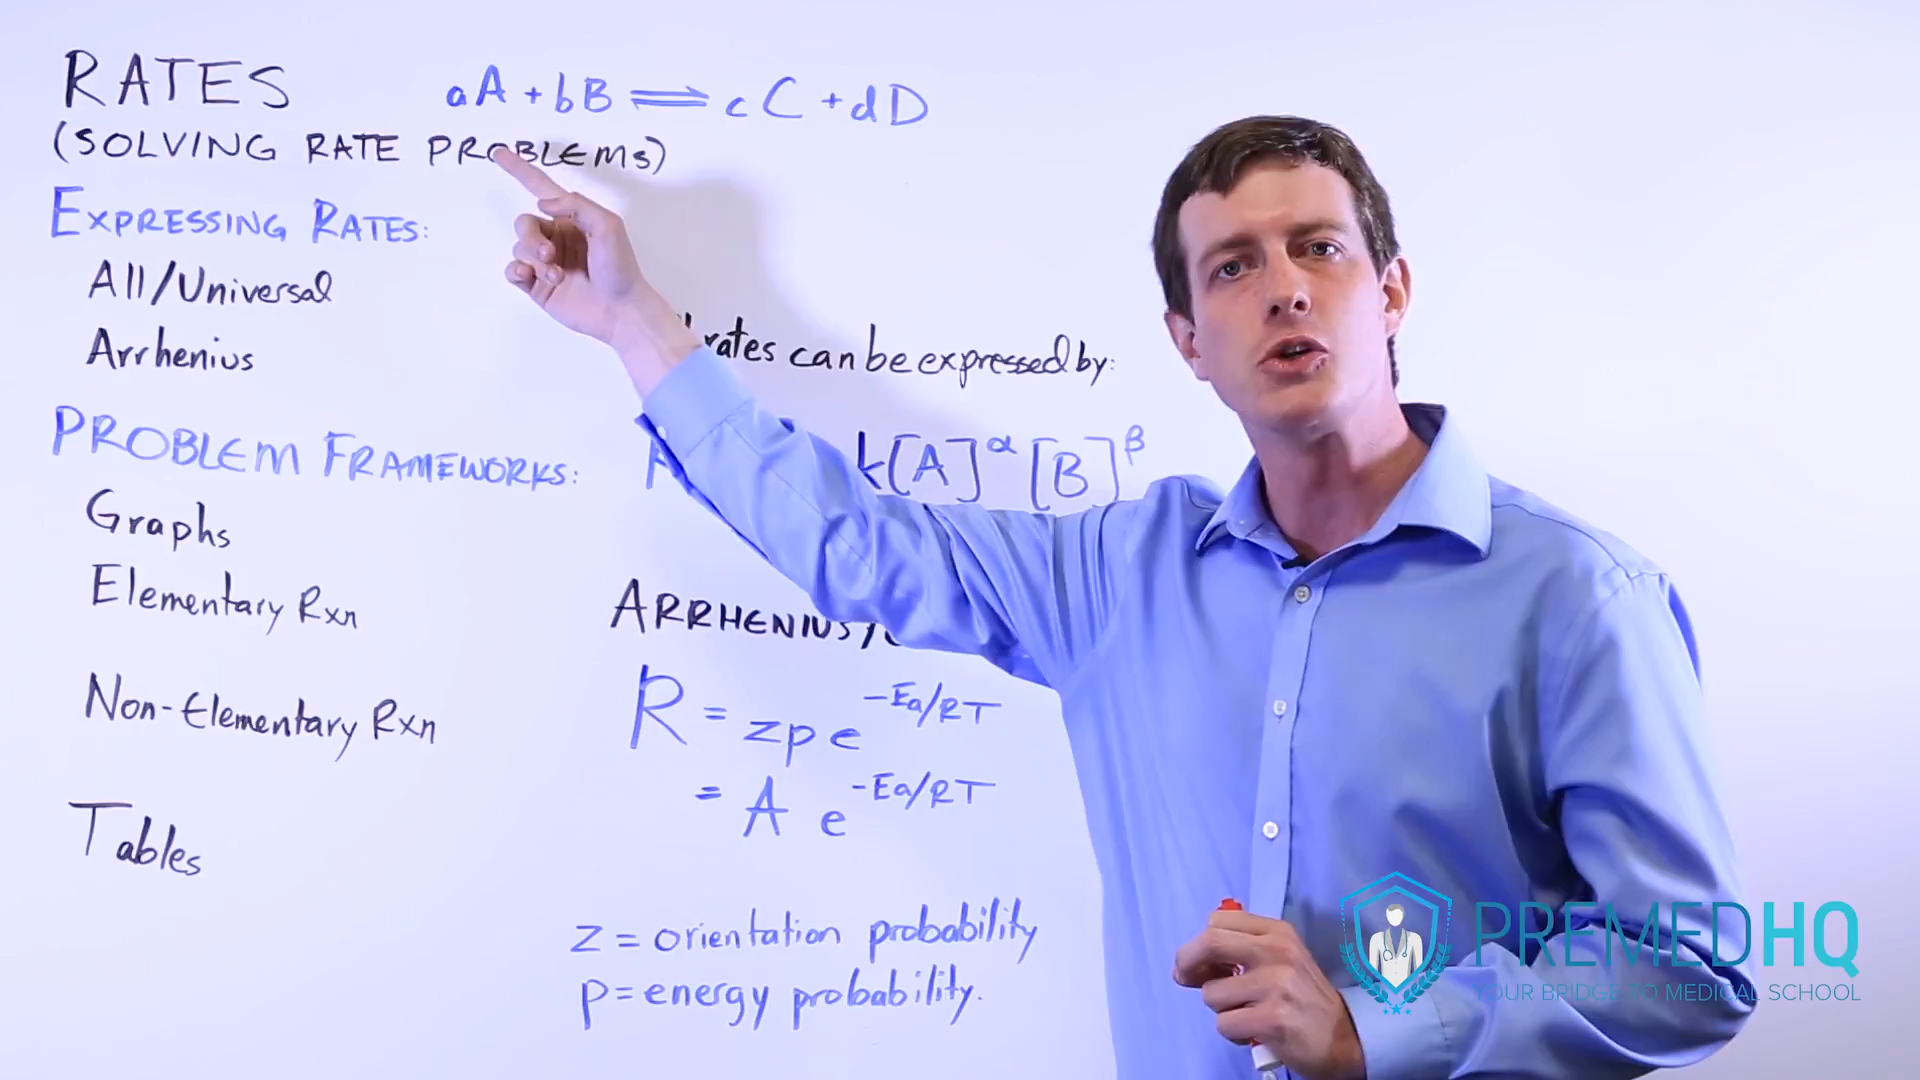 RATES
aA + bB ⇌ cC + dD
(SOLVING RATE PROBLEMS)
EXPRESSING RATES:
All/Universal
Arrhenius
rates can be expressed by:
k[A]^α [B]^β
PROBLEM FRAMEWORKS:
Graphs
Elementary Rxn
Non-Elementary Rxn
Tables
ARRHENIUS/
R = zpe^-Ea/RT
= A e^-Ea/RT
z = orientation probability
p = energy probability.
PREMEDHQ
YOUR BRIDGE TO MEDICAL SCHOOL